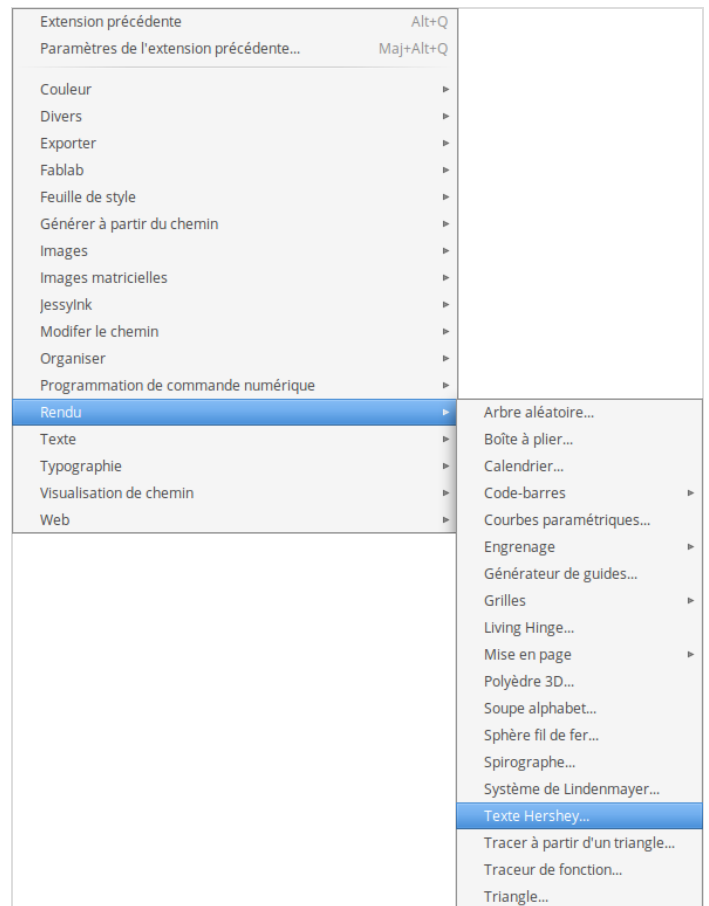 Extension précédente Alt+Q
Paramètres de l'extension précédente... Maj+Alt+Q
Couleur
Divers
Exporter
Fablab
Feuille de style
Générer à partir du chemin
Images
Images matricielles
JessyInk
Modifer le chemin
Organiser
Programmation de commande numérique
Rendu
Texte
Typographie
Visualisation de chemin
Web
Arbre aléatoire...
Boîte à plier...
Calendrier...
Code-barres
Courbes paramétriques...
Engrenage
Générateur de guides...
Grilles
Living Hinge...
Mise en page
Polyèdre 3D...
Soupe alphabet...
Sphère fil de fer...
Spirographe...
Système de Lindenmayer...
Texte Hershey...
Tracer à partir d'un triangle...
Traceur de fonction...
Triangle...